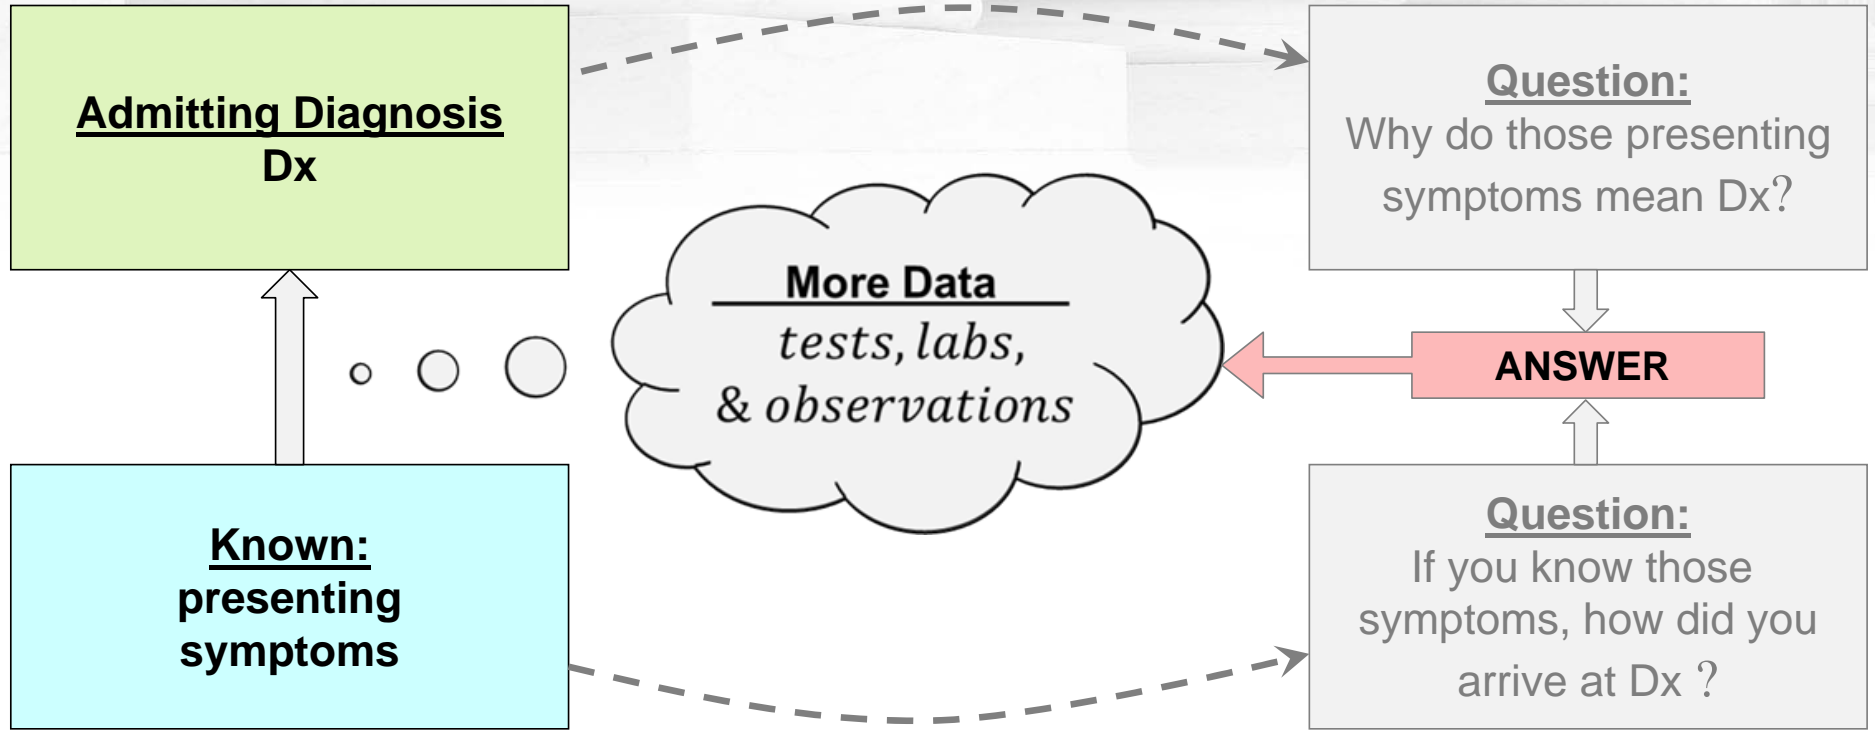 Admitting Diagnosis
Dx
Question:
Why do those presenting
symptoms mean Dx?
More Data
tests, labs,
& observations
ANSWER
Known:
presenting
symptoms
Question:
If you know those
symptoms, how did you
arrive at Dx ?